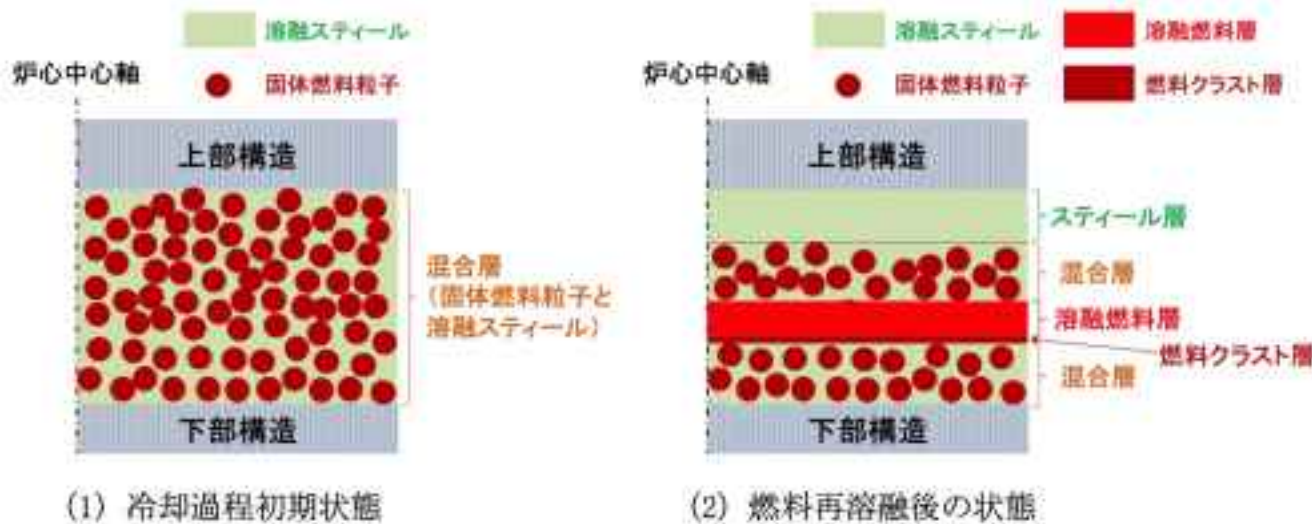 溶融スティール
炉心中心軸
固体燃料粒子
上部構造
混合層
(固体燃料粒子と
溶融スティール)
下部構造
(1) 冷却過程初期状態
溶融スティール
溶融燃料層
炉心中心軸
固体燃料粒子
燃料クラスト層
上部構造
スティール層
混合層
溶融燃料層
燃料クラスト層
混合層
下部構造
(2) 燃料再溶融後の状態